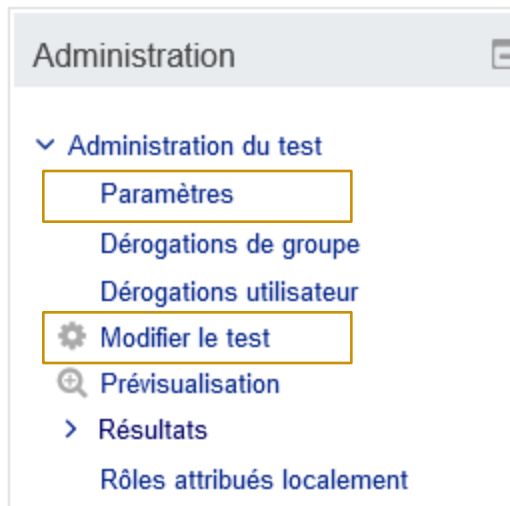 Administration
Administration du test
Paramètres
Dérogations de groupe
Dérogations utilisateur
Modifier le test
Prévisualisation
Résultats
Rôles attribués localement